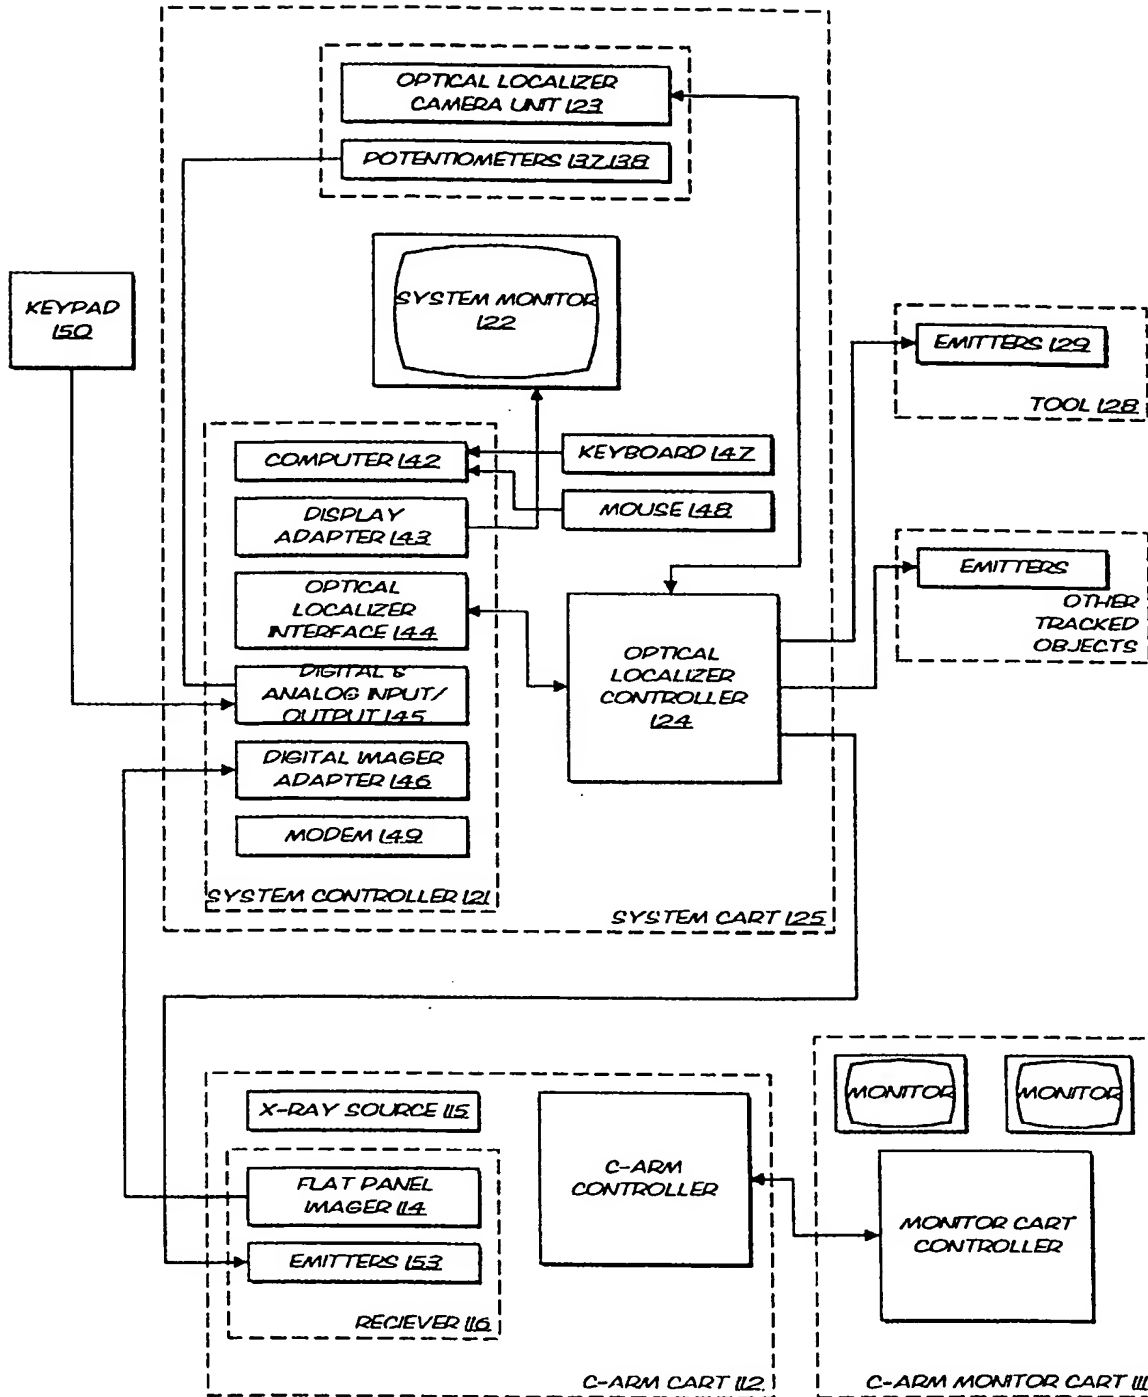 OPTICAL LOCALIZER
CAMERA UNIT 123
POTENTIOMETERS 137,138
SYSTEM MONITOR
122
KEYPAD
150
EMITTERS 129
TOOL 128
COMPUTER 142
KEYBOARD 147
DISPLAY
ADAPTER 143
MOUSE 148
EMITTERS
OTHER
TRACKED
OBJECTS
OPTICAL
LOCALIZER
INTERFACE 144
OPTICAL
LOCALIZER
CONTROLLER
124
DIGITAL &
ANALOG INPUT/
OUTPUT 145
DIGITAL IMAGER
ADAPTER 146
MODEM 149
SYSTEM CONTROLLER 121
SYSTEM CART 125
X-RAY SOURCE 115
FLAT PANEL
IMAGER 114
EMITTERS 153
RECIEVER 116
C-ARM
CONTROLLER
C-ARM CART 112
MONITOR
MONITOR
MONITOR CART
CONTROLLER
C-ARM MONITOR CART